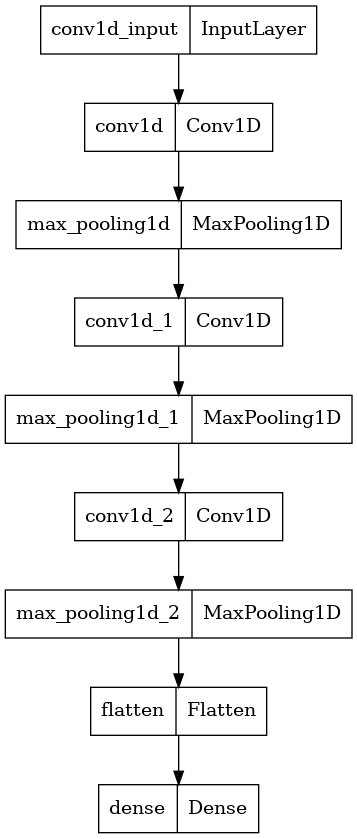 conv1d_input InputLayer
conv1d Conv1D
max_pooling1d MaxPooling1D
conv1d_1 Conv1D
max_pooling1d_1 MaxPooling1D
conv1d_2 Conv1D
max_pooling1d_2 MaxPooling1D
flatten Flatten
dense Dense